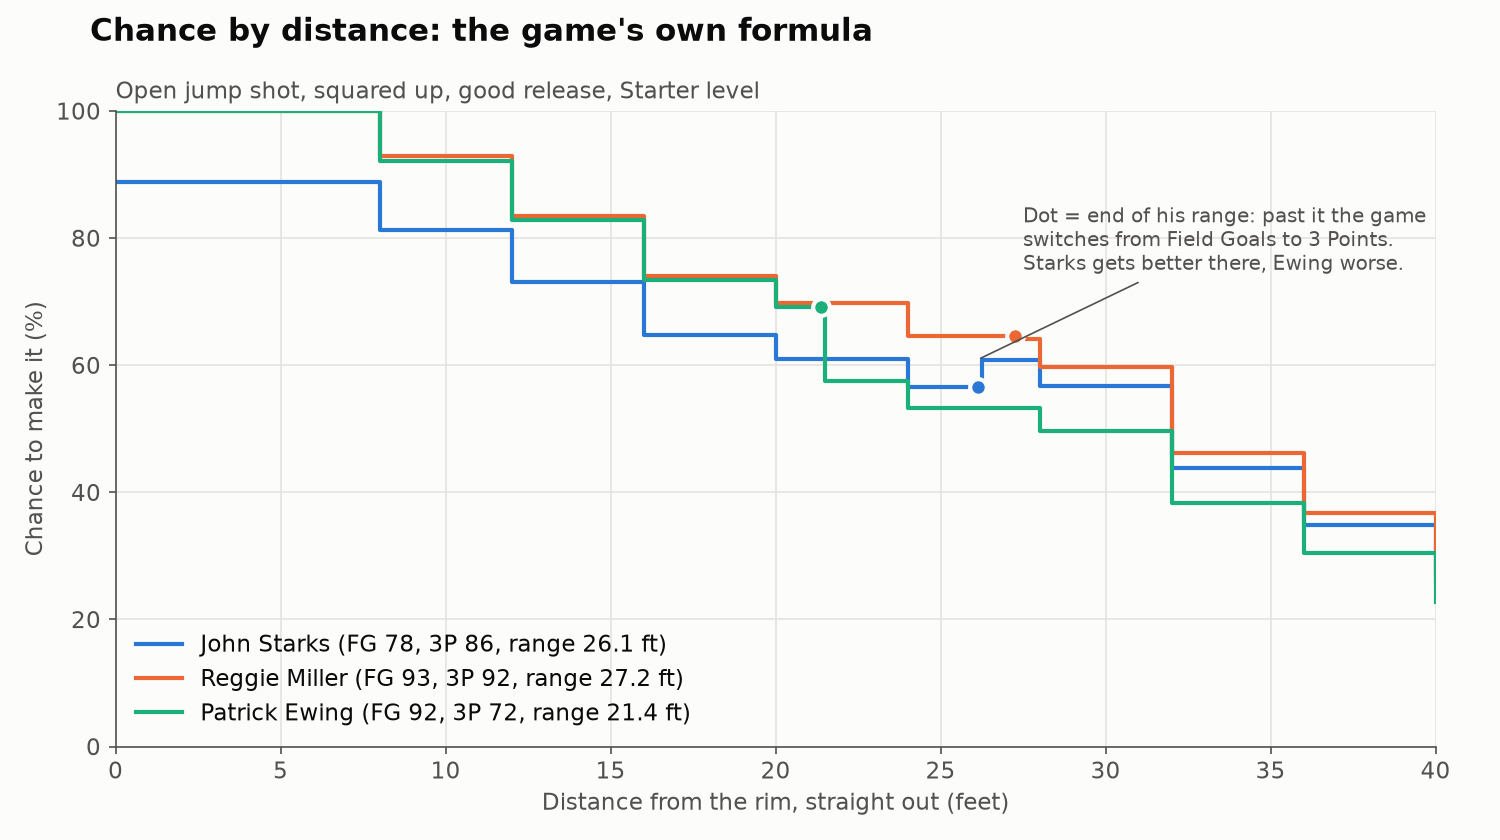 Chance by distance: the game's own formula
Open jump shot, squared up, good release, Starter level
100
80
60
40
20
0
Chance to make it (%)
Dot = end of his range: past it the game
switches from Field Goals to 3 Points.
Starks gets better there, Ewing worse.
John Starks (FG 78, 3P 86, range 26.1 ft)
Reggie Miller (FG 93, 3P 92, range 27.2 ft)
Patrick Ewing (FG 92, 3P 72, range 21.4 ft)
0 5 10 15 20 25 30 35 40
Distance from the rim, straight out (feet)